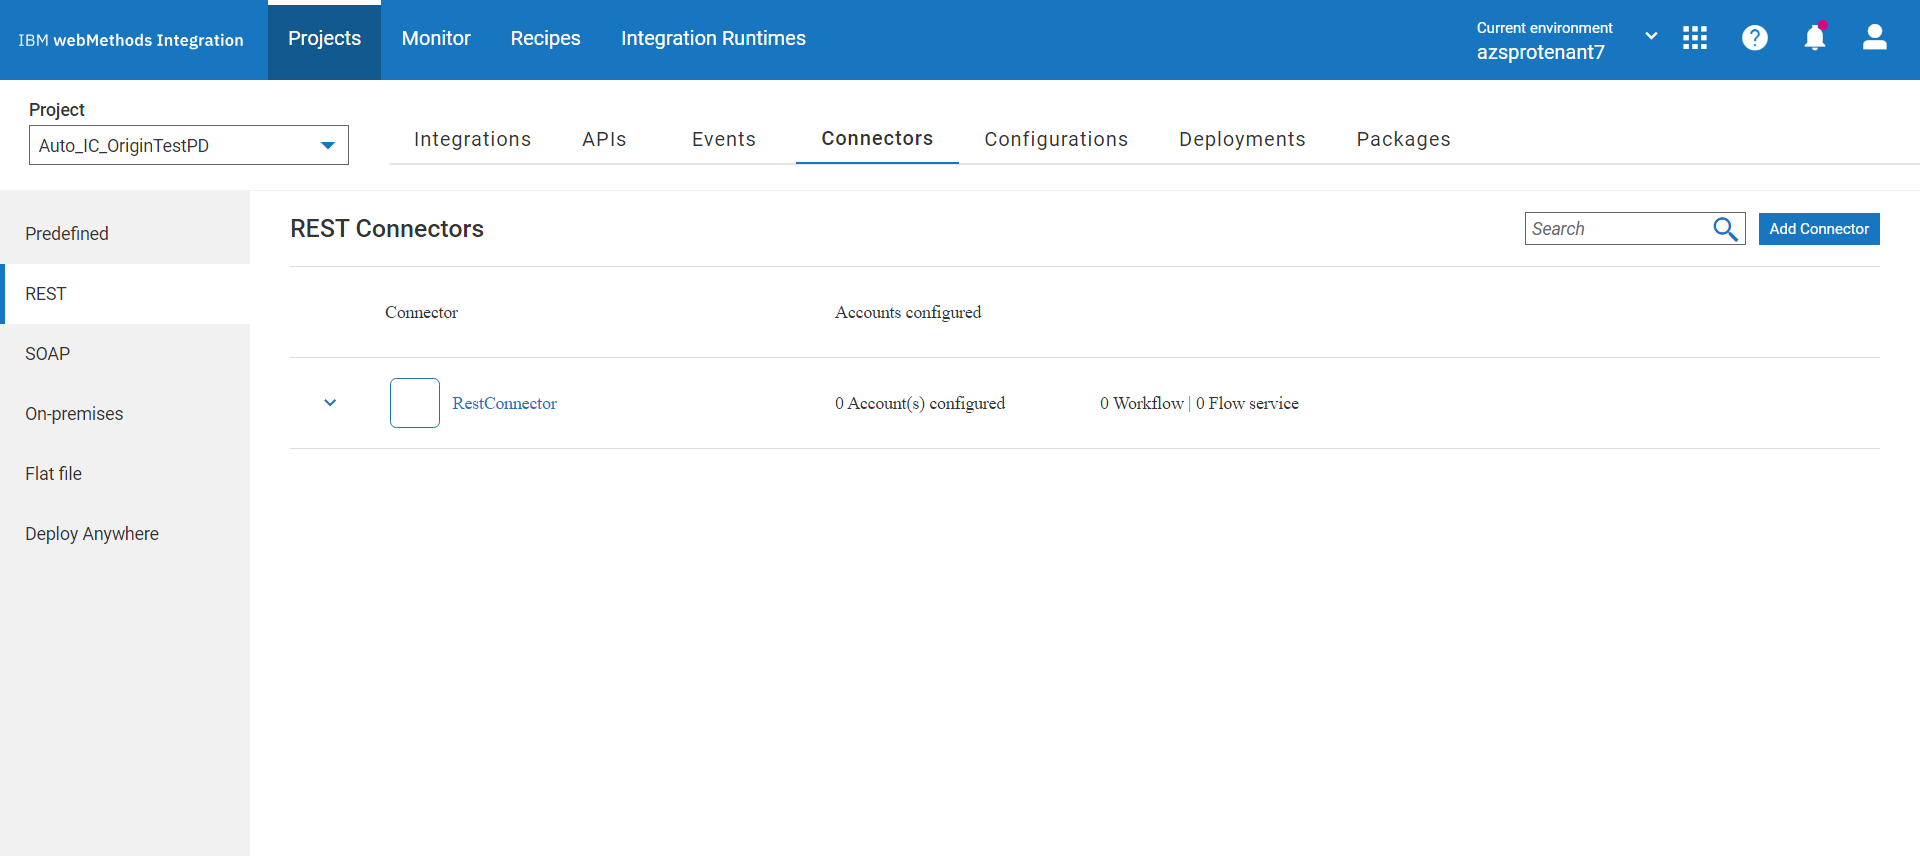 IBM webMethods Integration
Projects
Monitor
Recipes
Integration Runtimes
Current environment
azsprotenant7
Project
Auto_IC_OriginTestPD
Integrations
APIs
Events
Connectors
Configurations
Deployments
Packages
Predefined
REST
SOAP
On-premises
Flat file
Deploy Anywhere
REST Connectors
Search
Add Connector
Connector
Accounts configured
RestConnector
0 Account(s) configured
0 Workflow | 0 Flow service